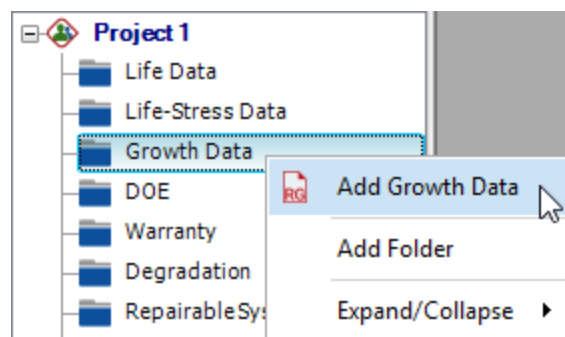 Project 1
Life Data
Life-Stress Data
Growth Data
RG Add Growth Data
DOE
Warranty
Add Folder
Degradation
Expand/Collapse